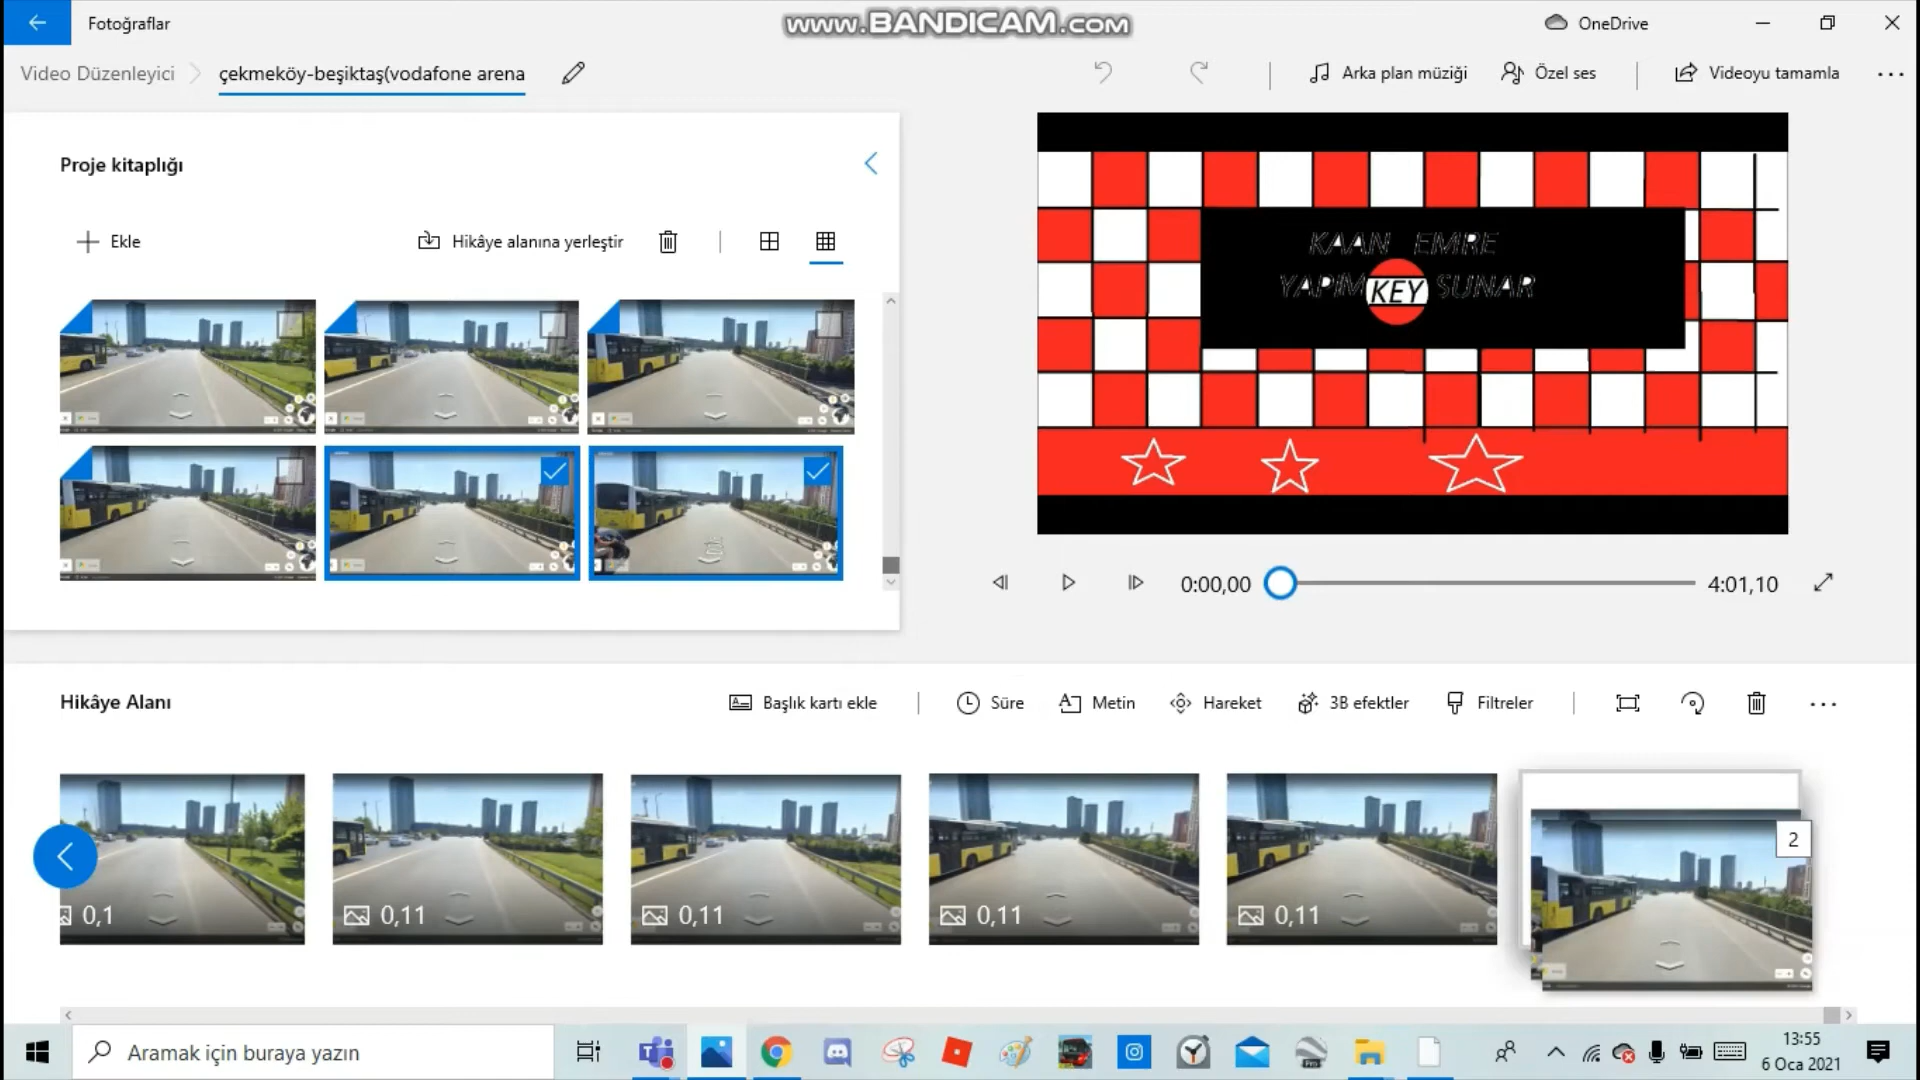 Fotoğraflar
www.BANDICAM.com
OneDrive
Video Düzenleyici
çekmeköy-beşiktaş(vodafone arena
Arka plan müziği
Özel ses
Videoyu tamamla
Proje kitaplığı
Ekle
Hikâye alanına yerleştir
KAAN EMRE
YAPIM KEY SUNAR
0:00,00
4:01,10
Hikâye Alanı
Başlık kartı ekle
Süre
Metin
Hareket
3B efektler
Filtreler
2
0,1
0,11
0,11
0,11
0,11
Aramak için buraya yazın
13:55
6 Oca 2021